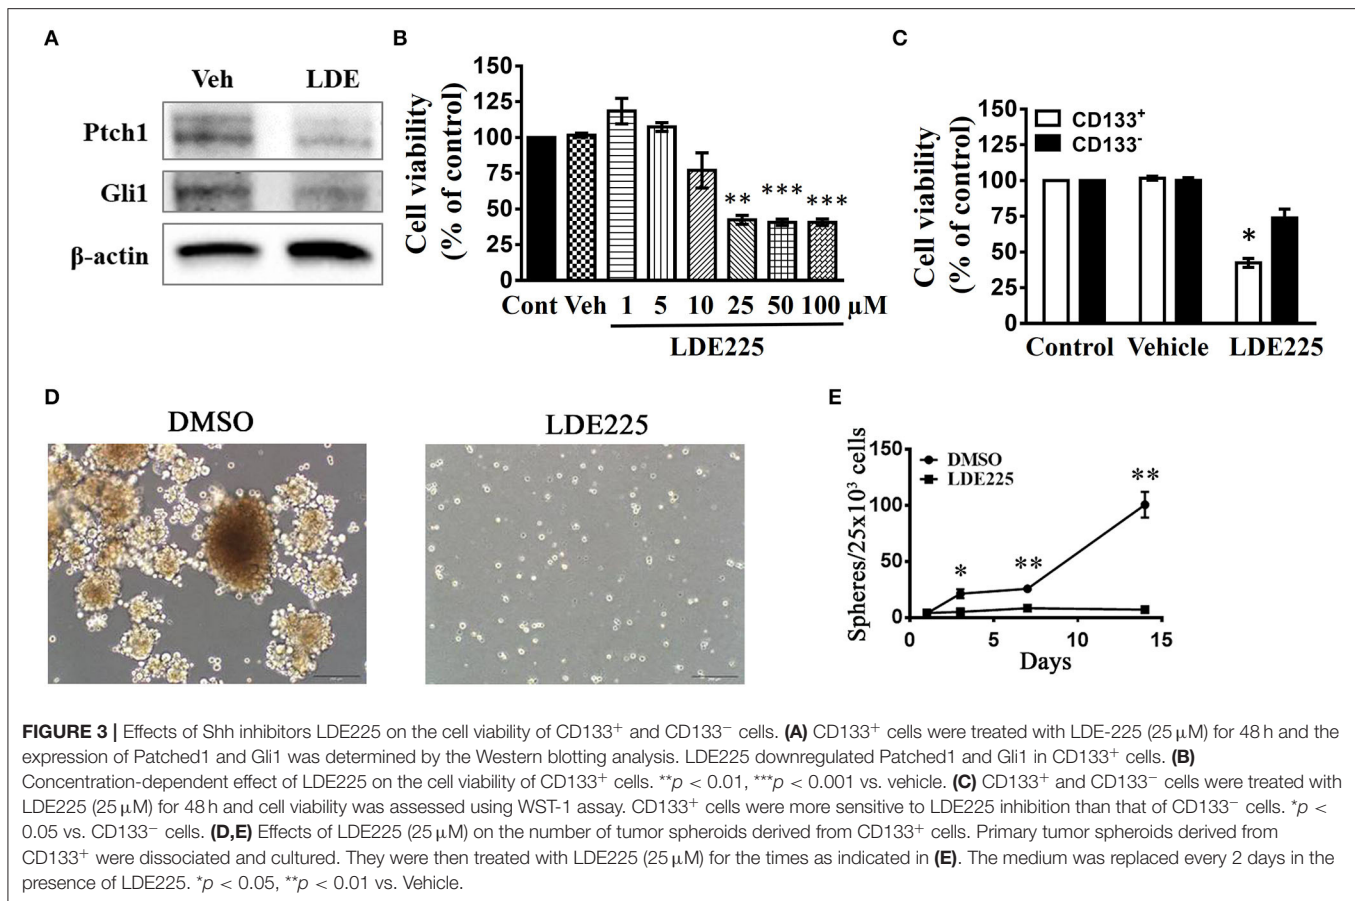 A
Veh LDE
Ptch1
Gli1
β-actin
B
Cell viability
(% of control)
150
125
100
75
50
25
0
** *** ***
Cont Veh 1 5 10 25 50 100 µM
LDE225
C
Cell viability
(% of control)
150
125
100
75
50
25
0
CD133⁺
CD133⁻
*
Control Vehicle LDE225
D
DMSO LDE225
E
Spheres/25x10³ cells
150
100
50
0
DMSO
LDE225
* ** **
0 5 10 15
Days
FIGURE 3 | Effects of Shh inhibitors LDE225 on the cell viability of CD133⁺ and CD133⁻ cells. (A) CD133⁺ cells were treated with LDE-225 (25 µM) for 48 h and the
expression of Patched1 and Gli1 was determined by the Western blotting analysis. LDE225 downregulated Patched1 and Gli1 in CD133⁺ cells. (B)
Concentration-dependent effect of LDE225 on the cell viability of CD133⁺ cells. **p < 0.01, ***p < 0.001 vs. vehicle. (C) CD133⁺ and CD133⁻ cells were treated with
LDE225 (25 µM) for 48 h and cell viability was assessed using WST-1 assay. CD133⁺ cells were more sensitive to LDE225 inhibition than that of CD133⁻ cells. *p <
0.05 vs. CD133⁻ cells. (D,E) Effects of LDE225 (25 µM) on the number of tumor spheroids derived from CD133⁺ cells. Primary tumor spheroids derived from
CD133⁺ were dissociated and cultured. They were then treated with LDE225 (25 µM) for the times as indicated in (E). The medium was replaced every 2 days in the
presence of LDE225. *p < 0.05, **p < 0.01 vs. Vehicle.